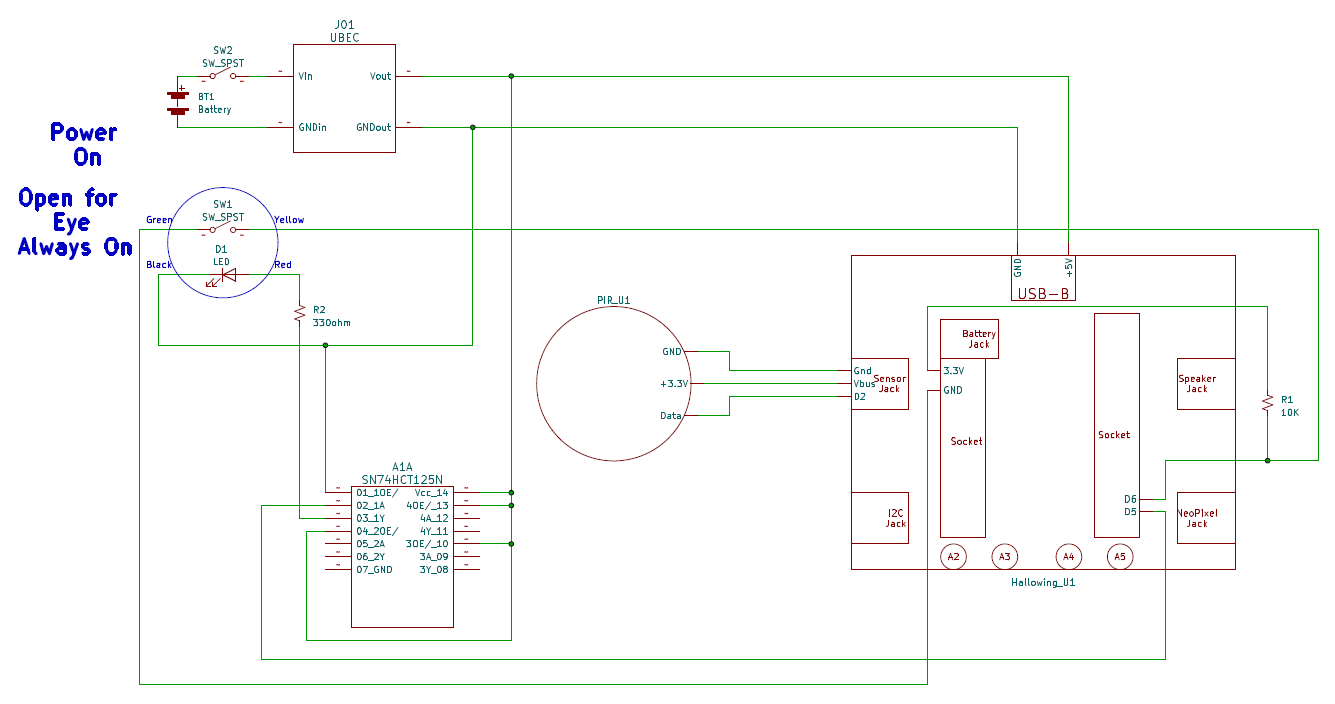 J01
UBEC
SW2
SW_SPST
Vin
Vout
BT1
Battery
GNDin
GNDout
Power
On
Open for
Eye
Always On
SW1
SW_SPST
Green
Yellow
D1
LED
Black
Red
R2
330ohm
PIR_U1
GND
+3.3V
Data
GND
+5V
USB-B
Battery
Jack
Gnd
Vbus
D2
Sensor
Jack
3.3V
GND
Socket
Socket
Speaker
Jack
R1
10K
A1A
SN74HCT125N
01_1OE/
Vcc_14
02_1A
4OE/_13
03_1Y
4A_12
04_2OE/
4Y_11
05_2A
3OE/_10
06_2Y
3A_09
07_GND
3Y_08
I2C
Jack
D6
D5
NeoPixel
Jack
A2
A3
A4
A5
Hallowing_U1